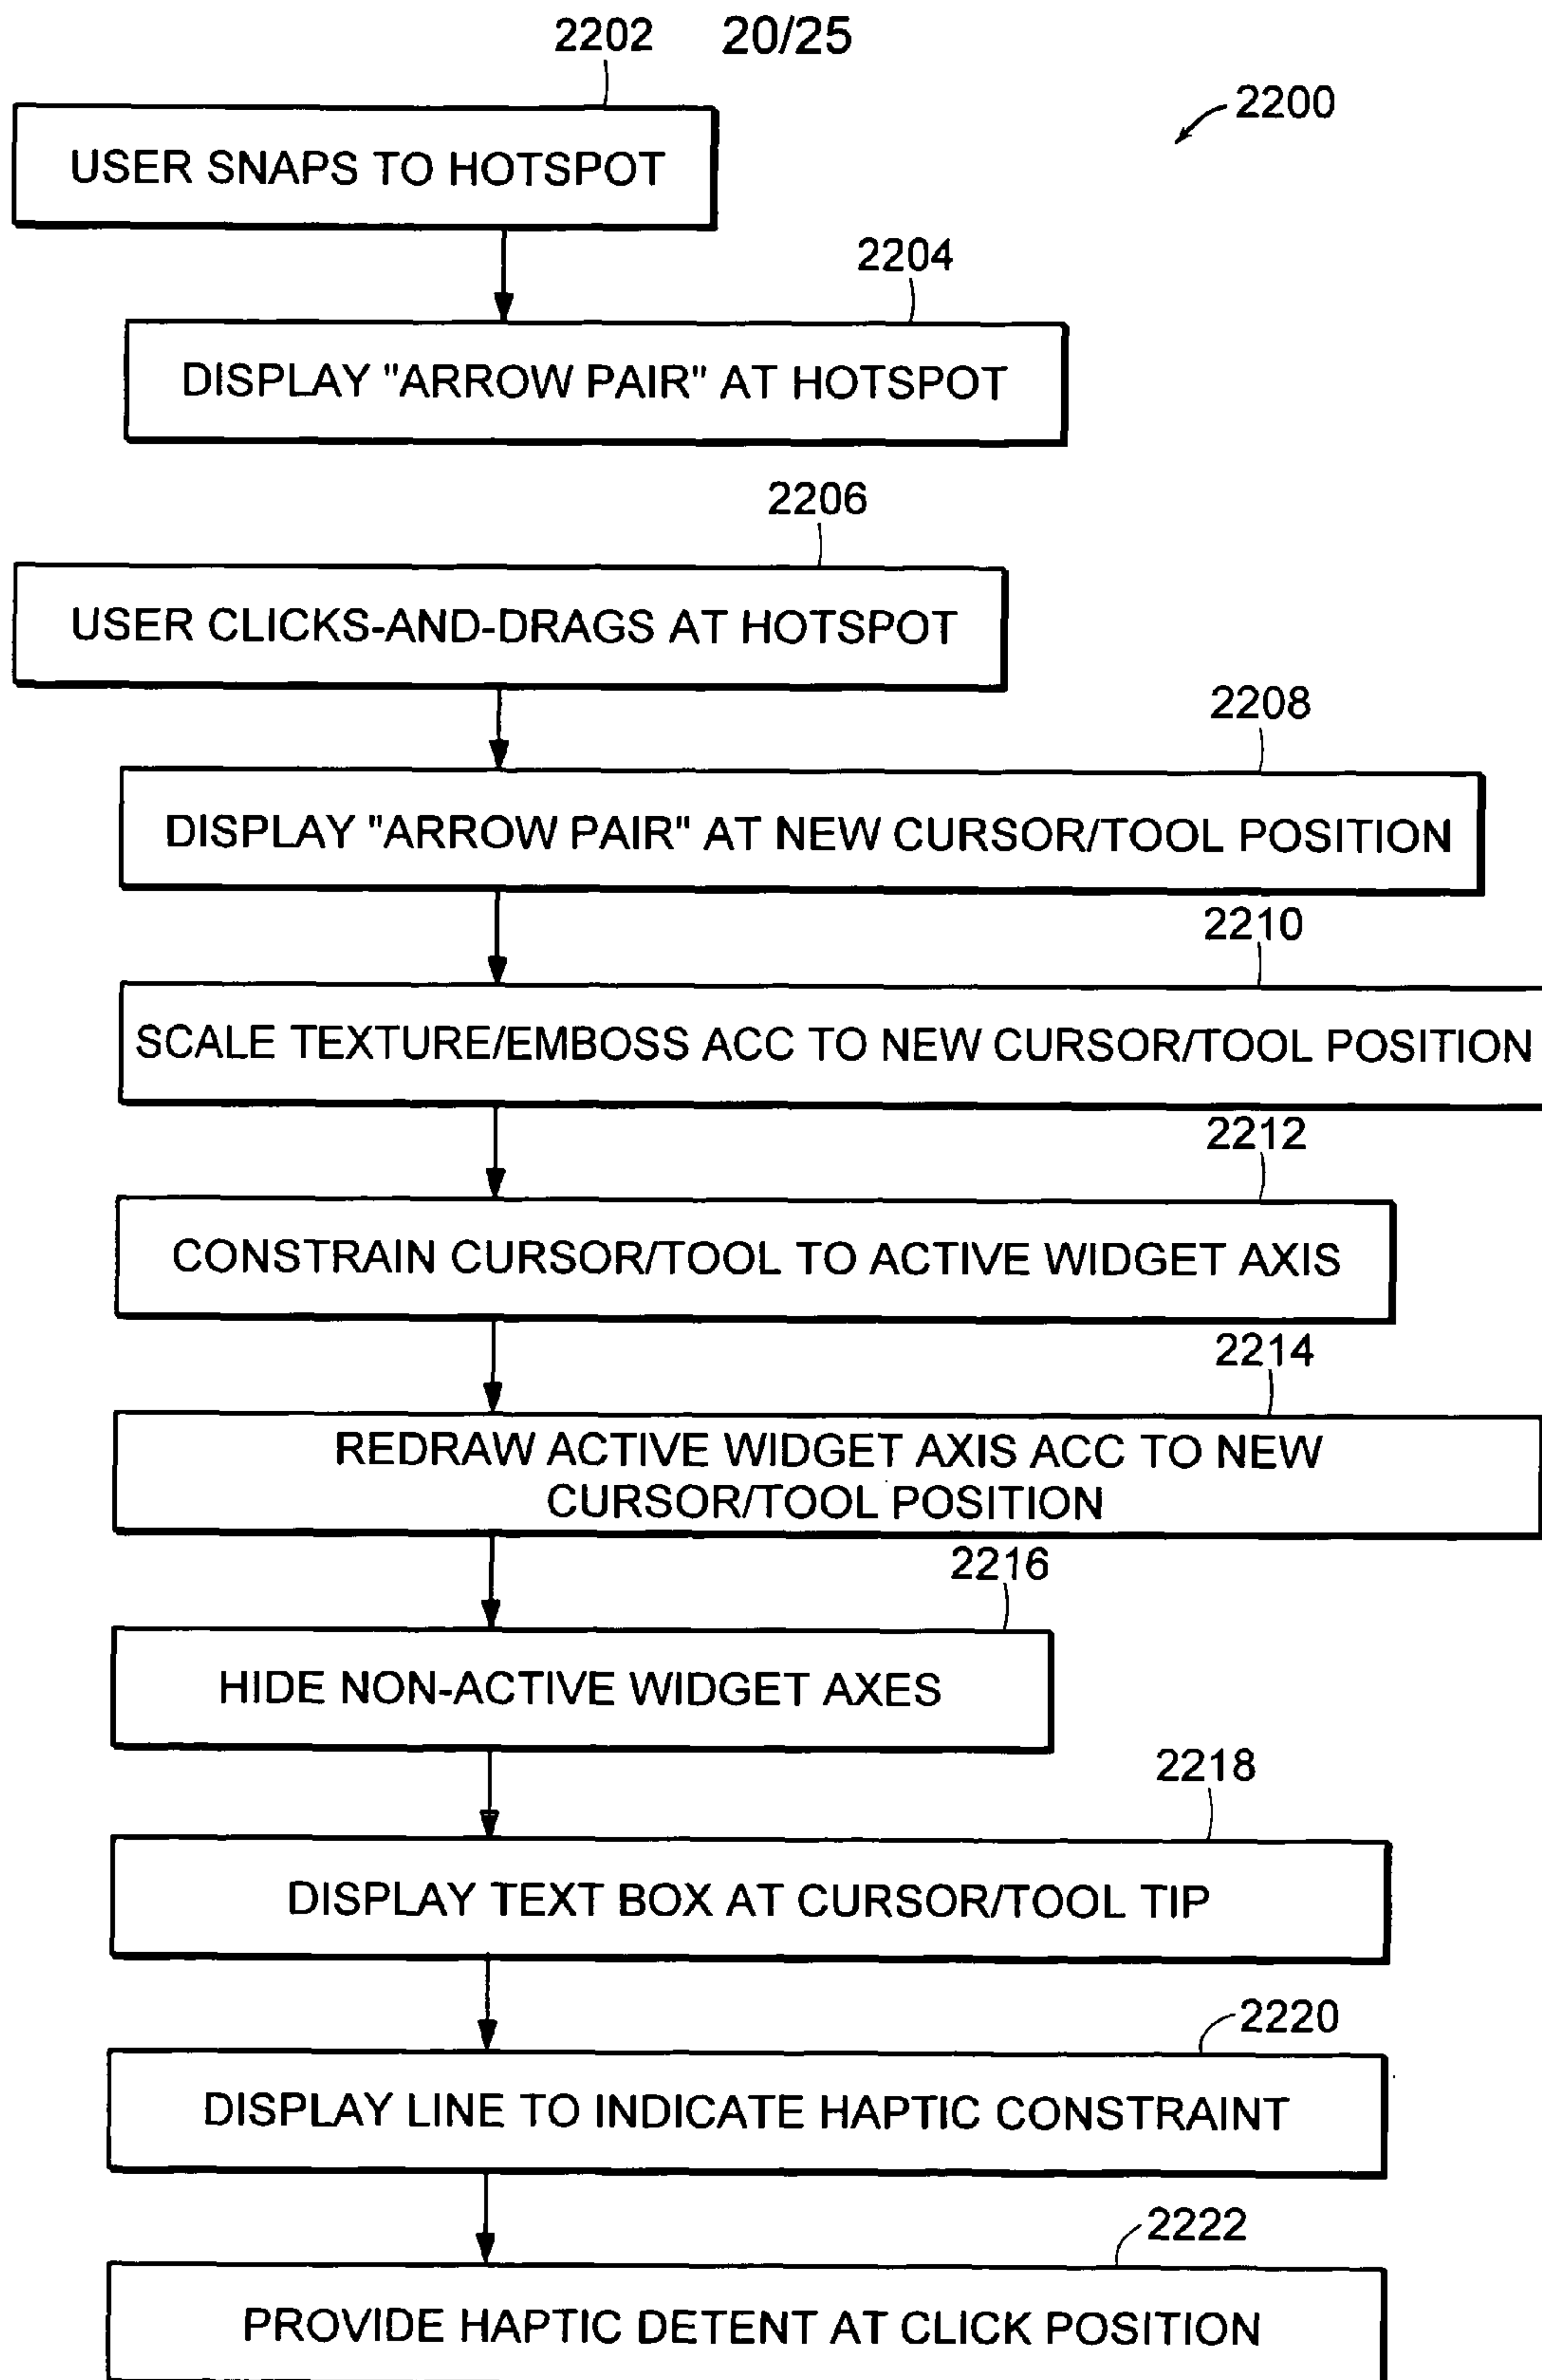 2202 20/25
2200
USER SNAPS TO HOTSPOT
2204
DISPLAY "ARROW PAIR" AT HOTSPOT
2206
USER CLICKS-AND-DRAGS AT HOTSPOT
2208
DISPLAY "ARROW PAIR" AT NEW CURSOR/TOOL POSITION
2210
SCALE TEXTURE/EMBOSS ACC TO NEW CURSOR/TOOL POSITION
2212
CONSTRAIN CURSOR/TOOL TO ACTIVE WIDGET AXIS
2214
REDRAW ACTIVE WIDGET AXIS ACC TO NEW
CURSOR/TOOL POSITION
2216
HIDE NON-ACTIVE WIDGET AXES
2218
DISPLAY TEXT BOX AT CURSOR/TOOL TIP
2220
DISPLAY LINE TO INDICATE HAPTIC CONSTRAINT
2222
PROVIDE HAPTIC DETENT AT CLICK POSITION